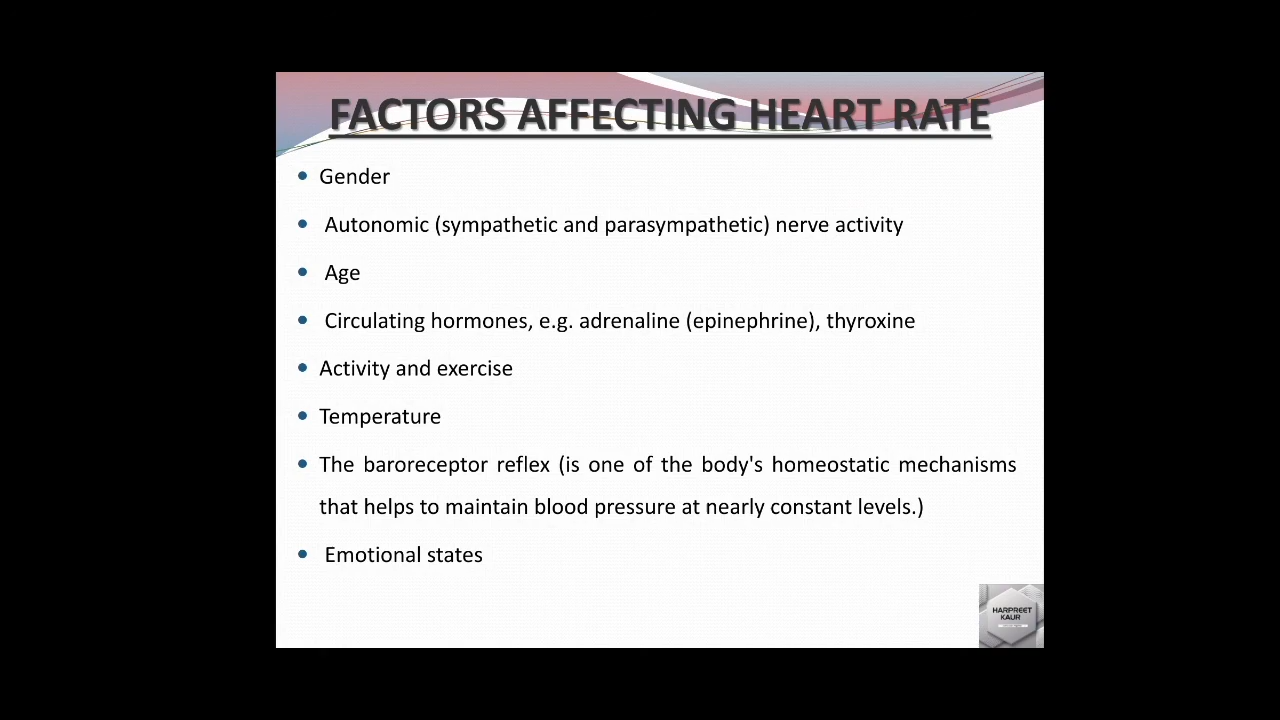 FACTORS AFFECTING HEART RATE
• Gender
• Autonomic (sympathetic and parasympathetic) nerve activity
• Age
• Circulating hormones, e.g. adrenaline (epinephrine), thyroxine
• Activity and exercise
• Temperature
• The baroreceptor reflex (is one of the body's homeostatic mechanisms
that helps to maintain blood pressure at nearly constant levels.)
• Emotional states
HARPREET
KAUR